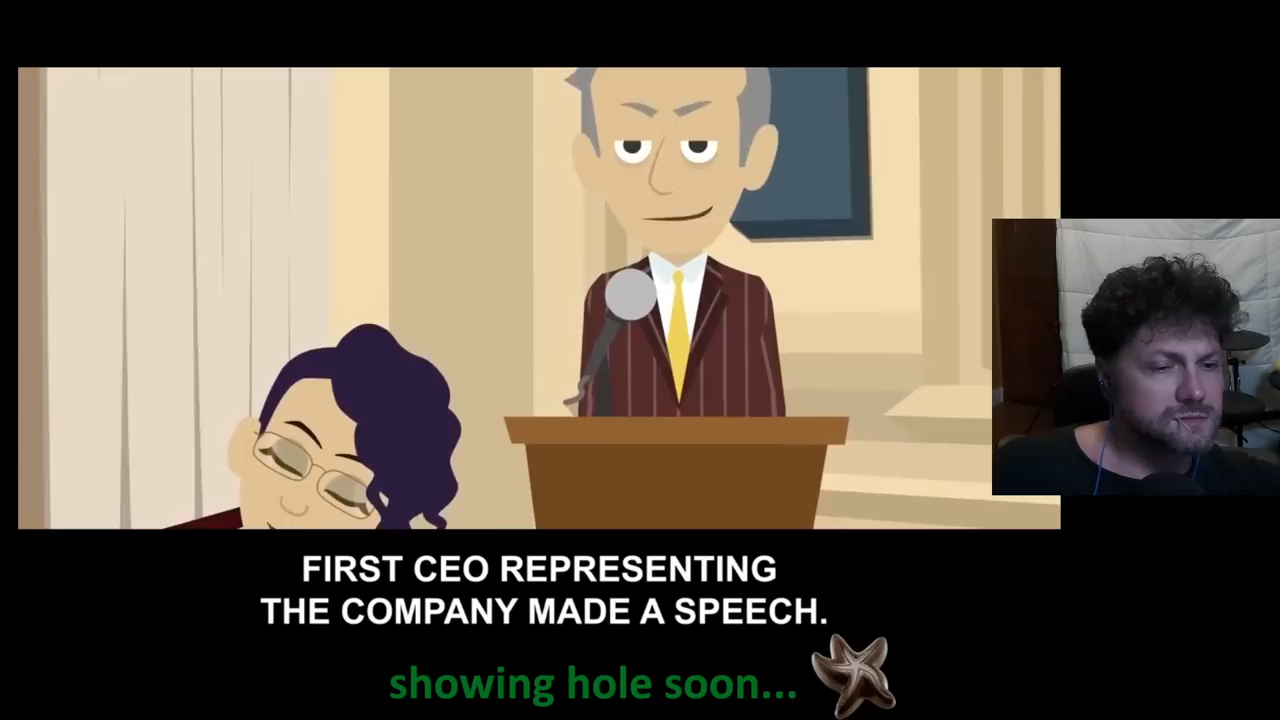 FIRST CEO REPRESENTING
THE COMPANY MADE A SPEECH.
showing hole soon...